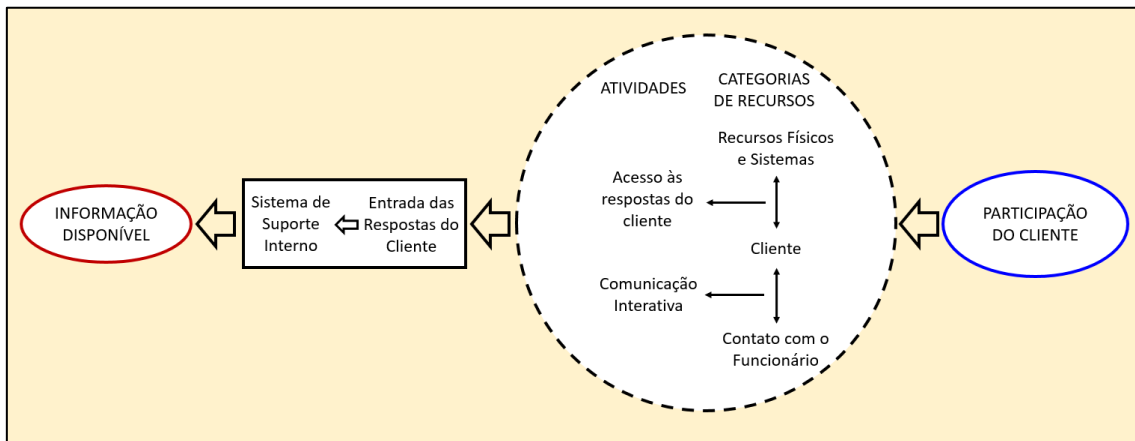 INFORMAÇÃO
DISPONÍVEL
Sistema de
Suporte
Interno
Entrada das
Respostas do
Cliente
ATIVIDADES
CATEGORIAS
DE RECURSOS
Recursos Físicos
e Sistemas
Acesso às
respostas do
cliente
Cliente
Comunicação
Interativa
Contato com o
Funcionário
PARTICIPAÇÃO
DO CLIENTE